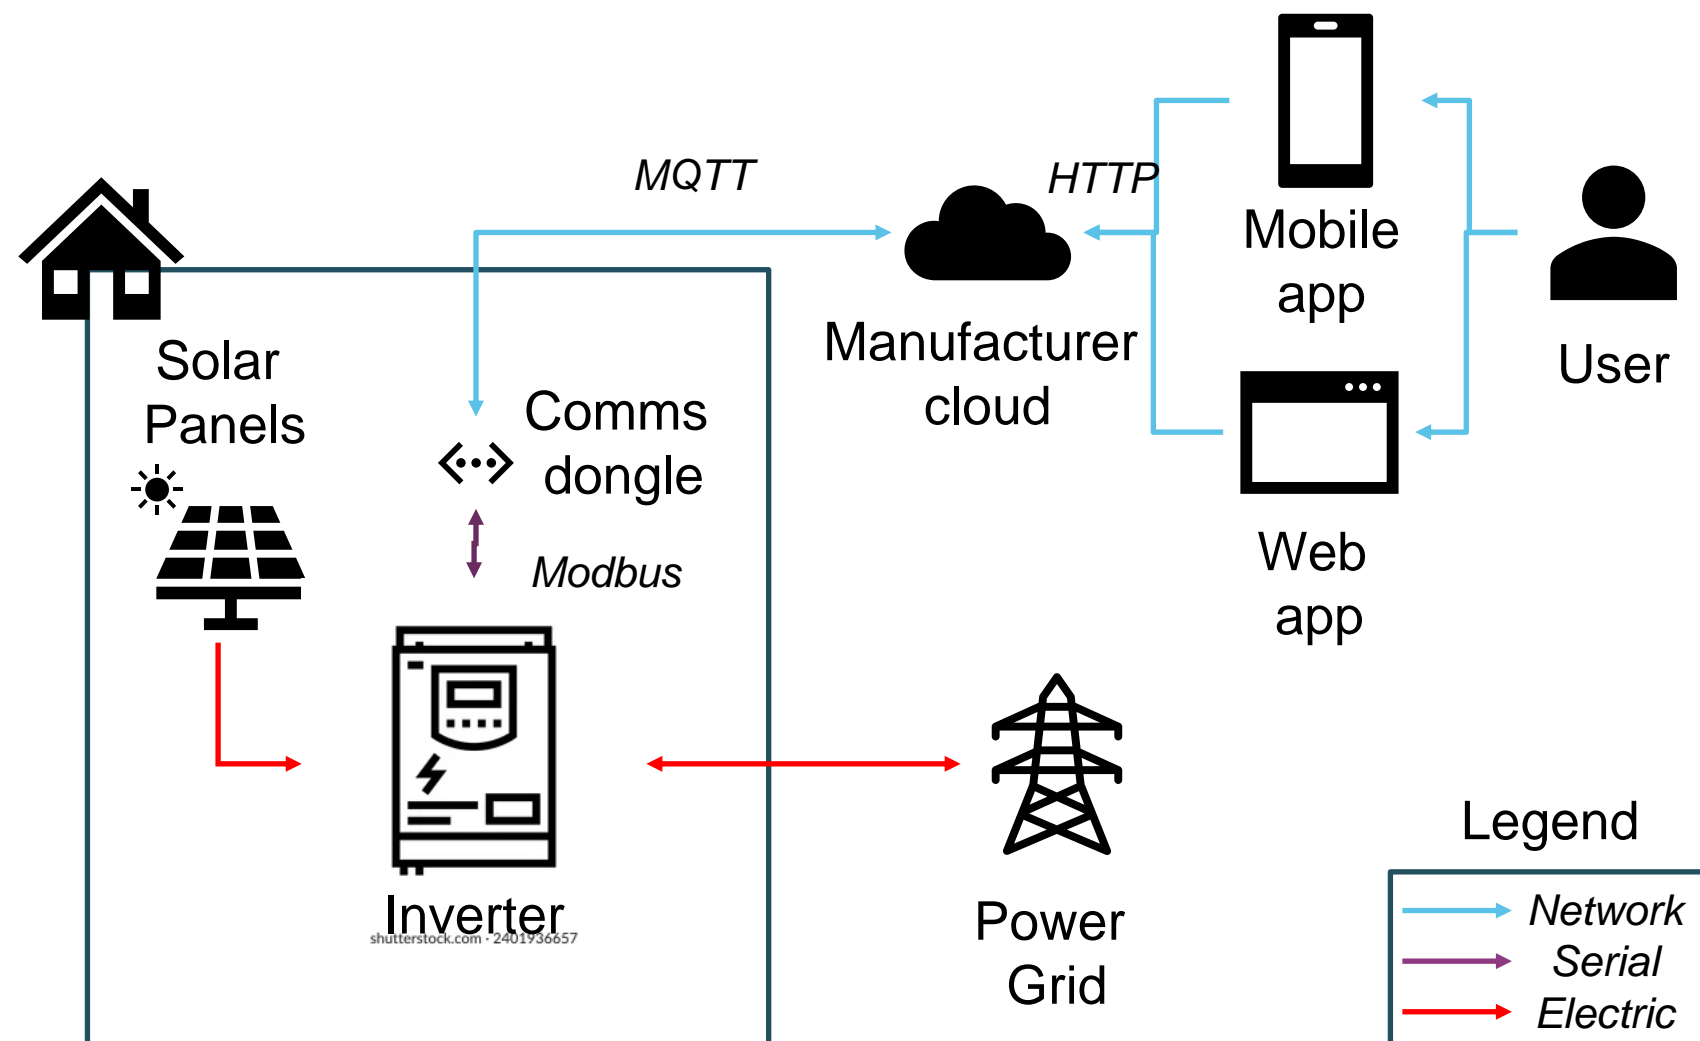 MQTT
HTTP
Mobile
app
User
Manufacturer
cloud
Solar
Panels
Comms
dongle
Modbus
Web
app
Inverter
shutterstock.com · 2401936657
Power
Grid
Legend
Network
Serial
Electric